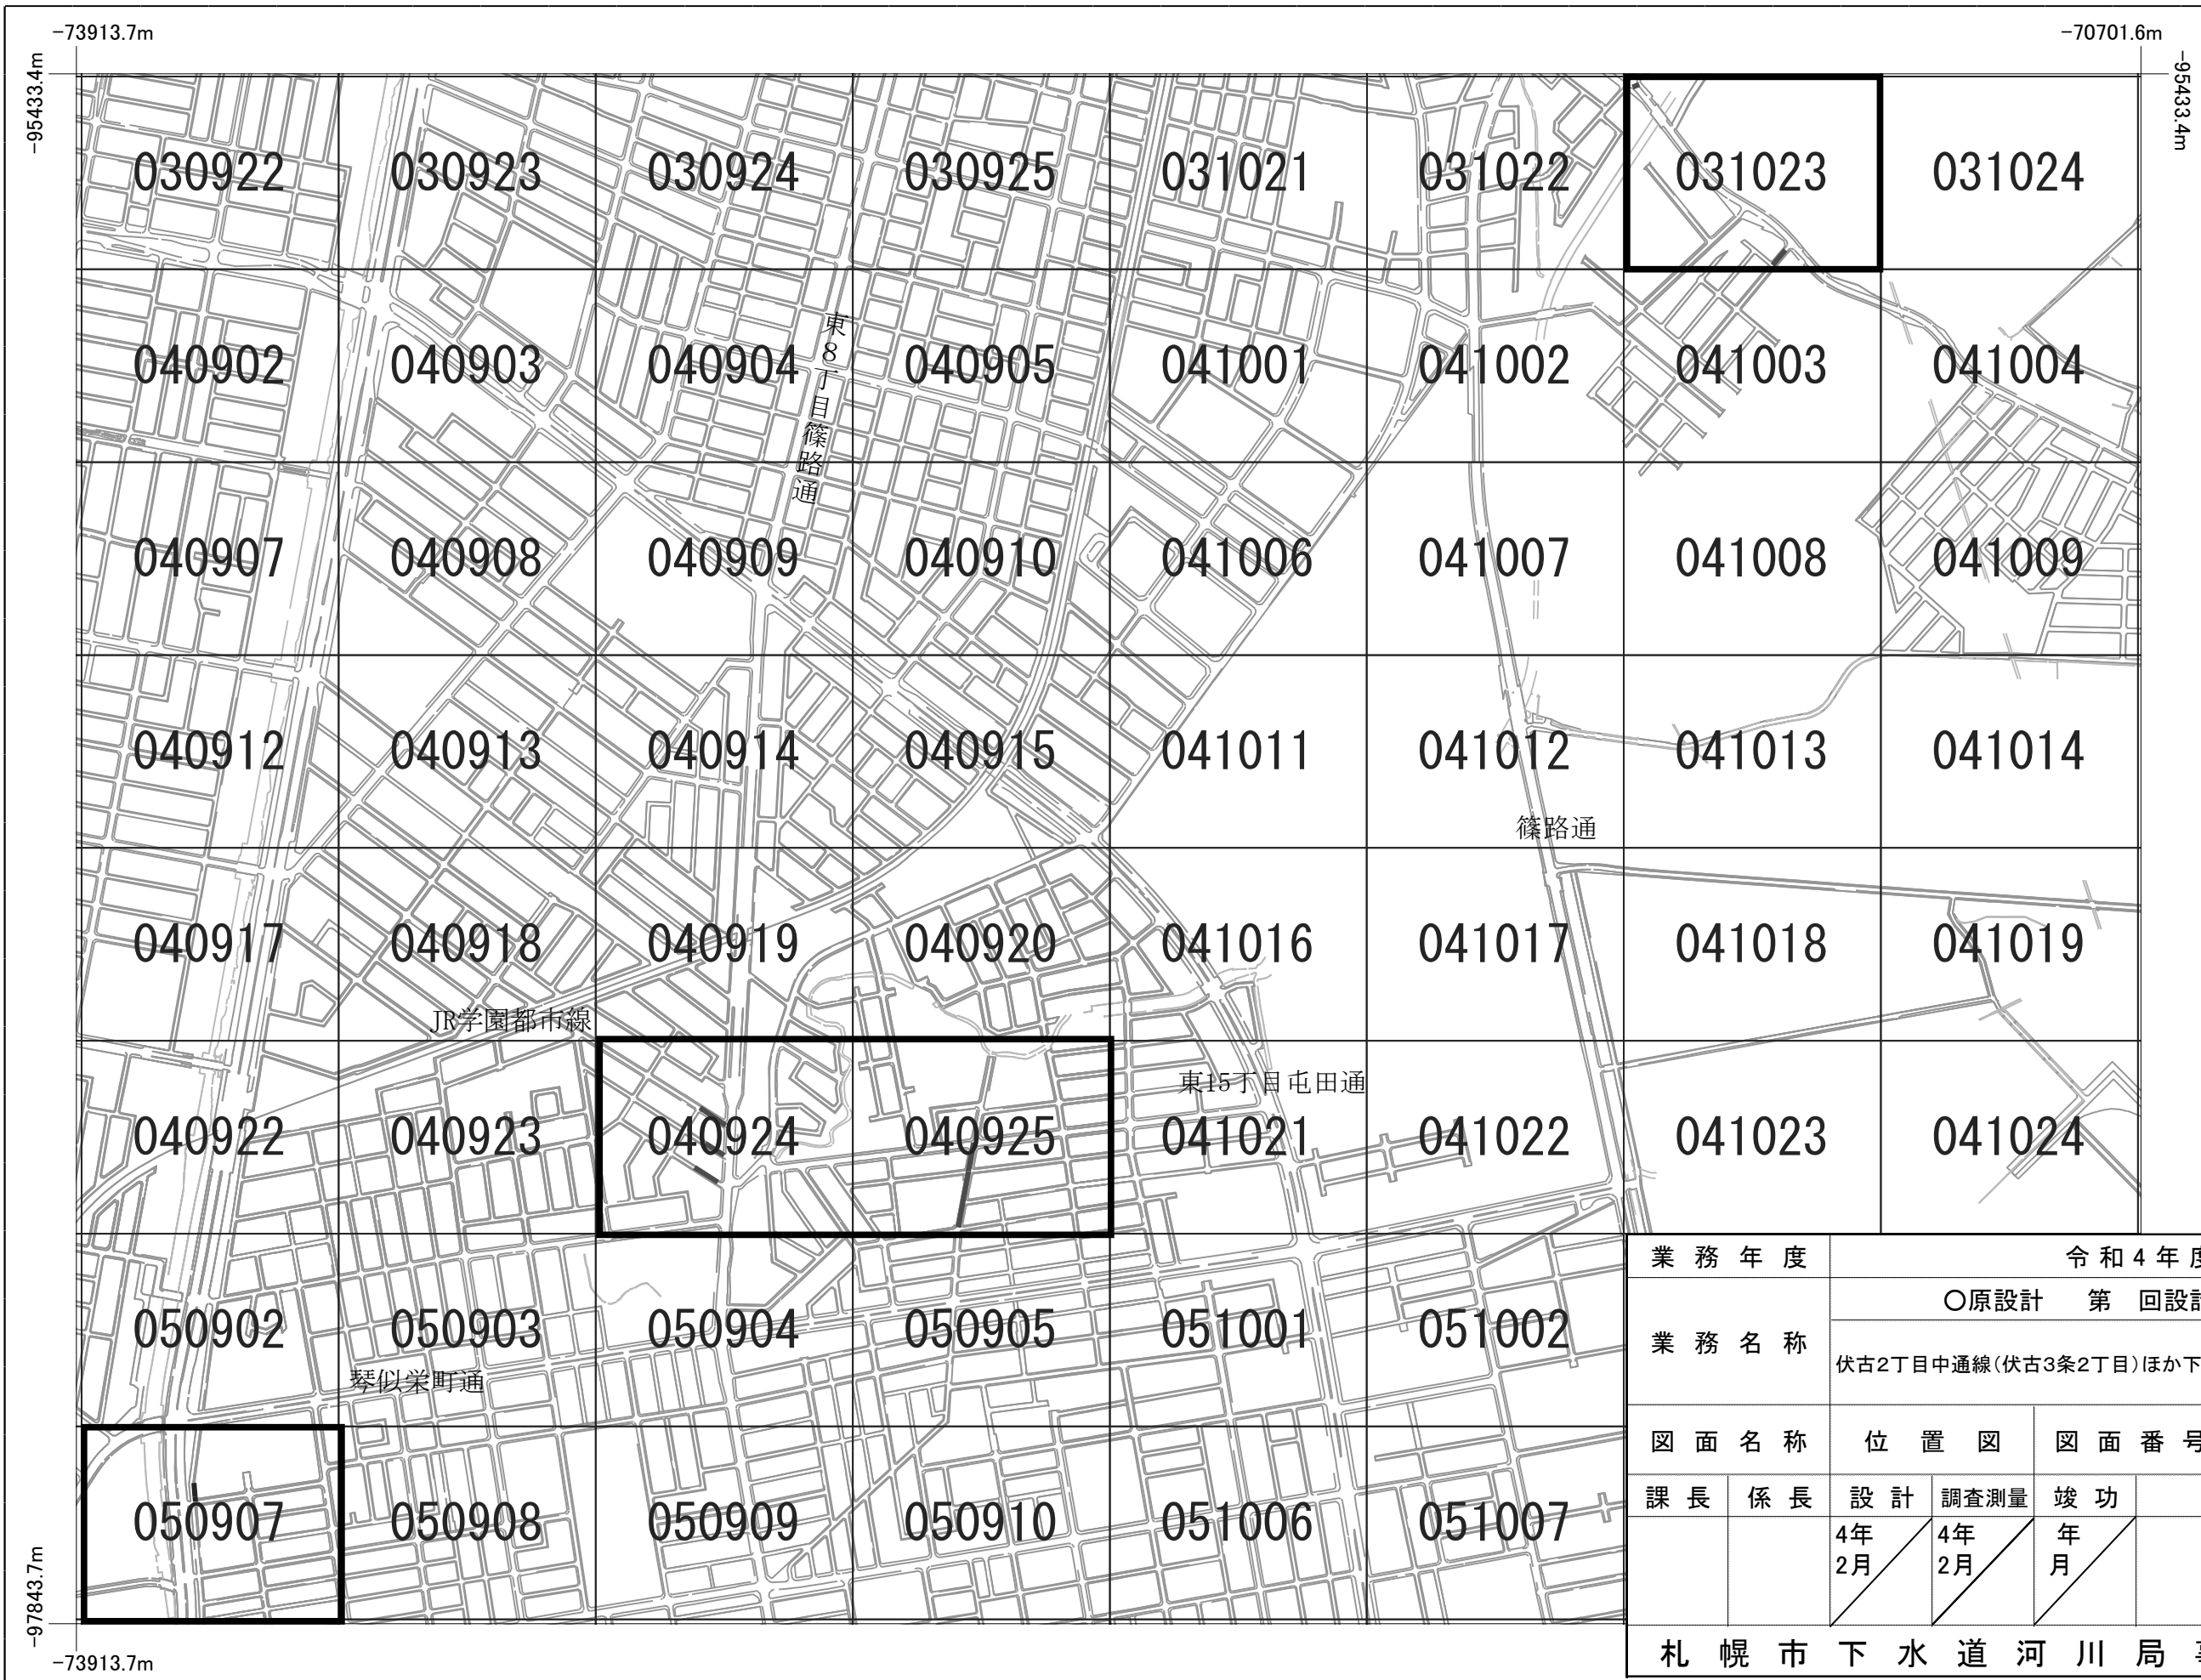 -73913.7m
-70701.6m
-95433.4m
-95433.4m
030922 030923 030924 030925 031021 031022 031023 031024
040902 040903 040904 040905 041001 041002 041003 041004
東8丁目篠路通
040907 040908 040909 040910 041006 041007 041008 041009
040912 040913 040914 040915 041011 041012 041013 041014
篠路通
040917 040918 040919 040920 041016 041017 041018 041019
JR学園都市線
東15丁目屯田通
040922 040923 040924 040925 041021 041022 041023 041024
050902 050903 050904 050905 051001 051002
琴似栄町通
050907 050908 050909 050910 051006 051007
-97843.7m
-73913.7m
業務年度 令和4年度
業務名称 〇原設計 第 回設計
伏古2丁目中通線(伏古3条2丁目)ほか下
図面名称 位置図 図面番号
課長 係長 設計 調査測量 竣功
4年 4年 年
2月 2月 月
札幌市下水道河川局